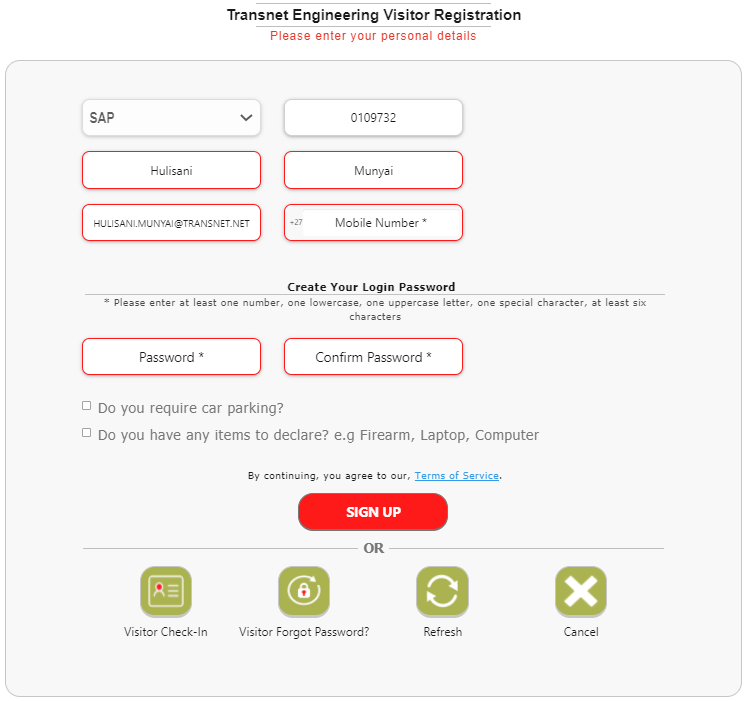 Transnet Engineering Visitor Registration
Please enter your personal details
SAP 0109732
Hulisani Munyai
HULISANI.MUNYAI@TRANSNET.NET +27 Mobile Number *
Create Your Login Password
* Please enter at least one number, one lowercase, one uppercase letter, one special character, at least six
characters
Password * Confirm Password *
Do you require car parking?
Do you have any items to declare? e.g Firearm, Laptop, Computer
By continuing, you agree to our, Terms of Service.
SIGN UP
OR
Visitor Check-In Visitor Forgot Password? Refresh Cancel